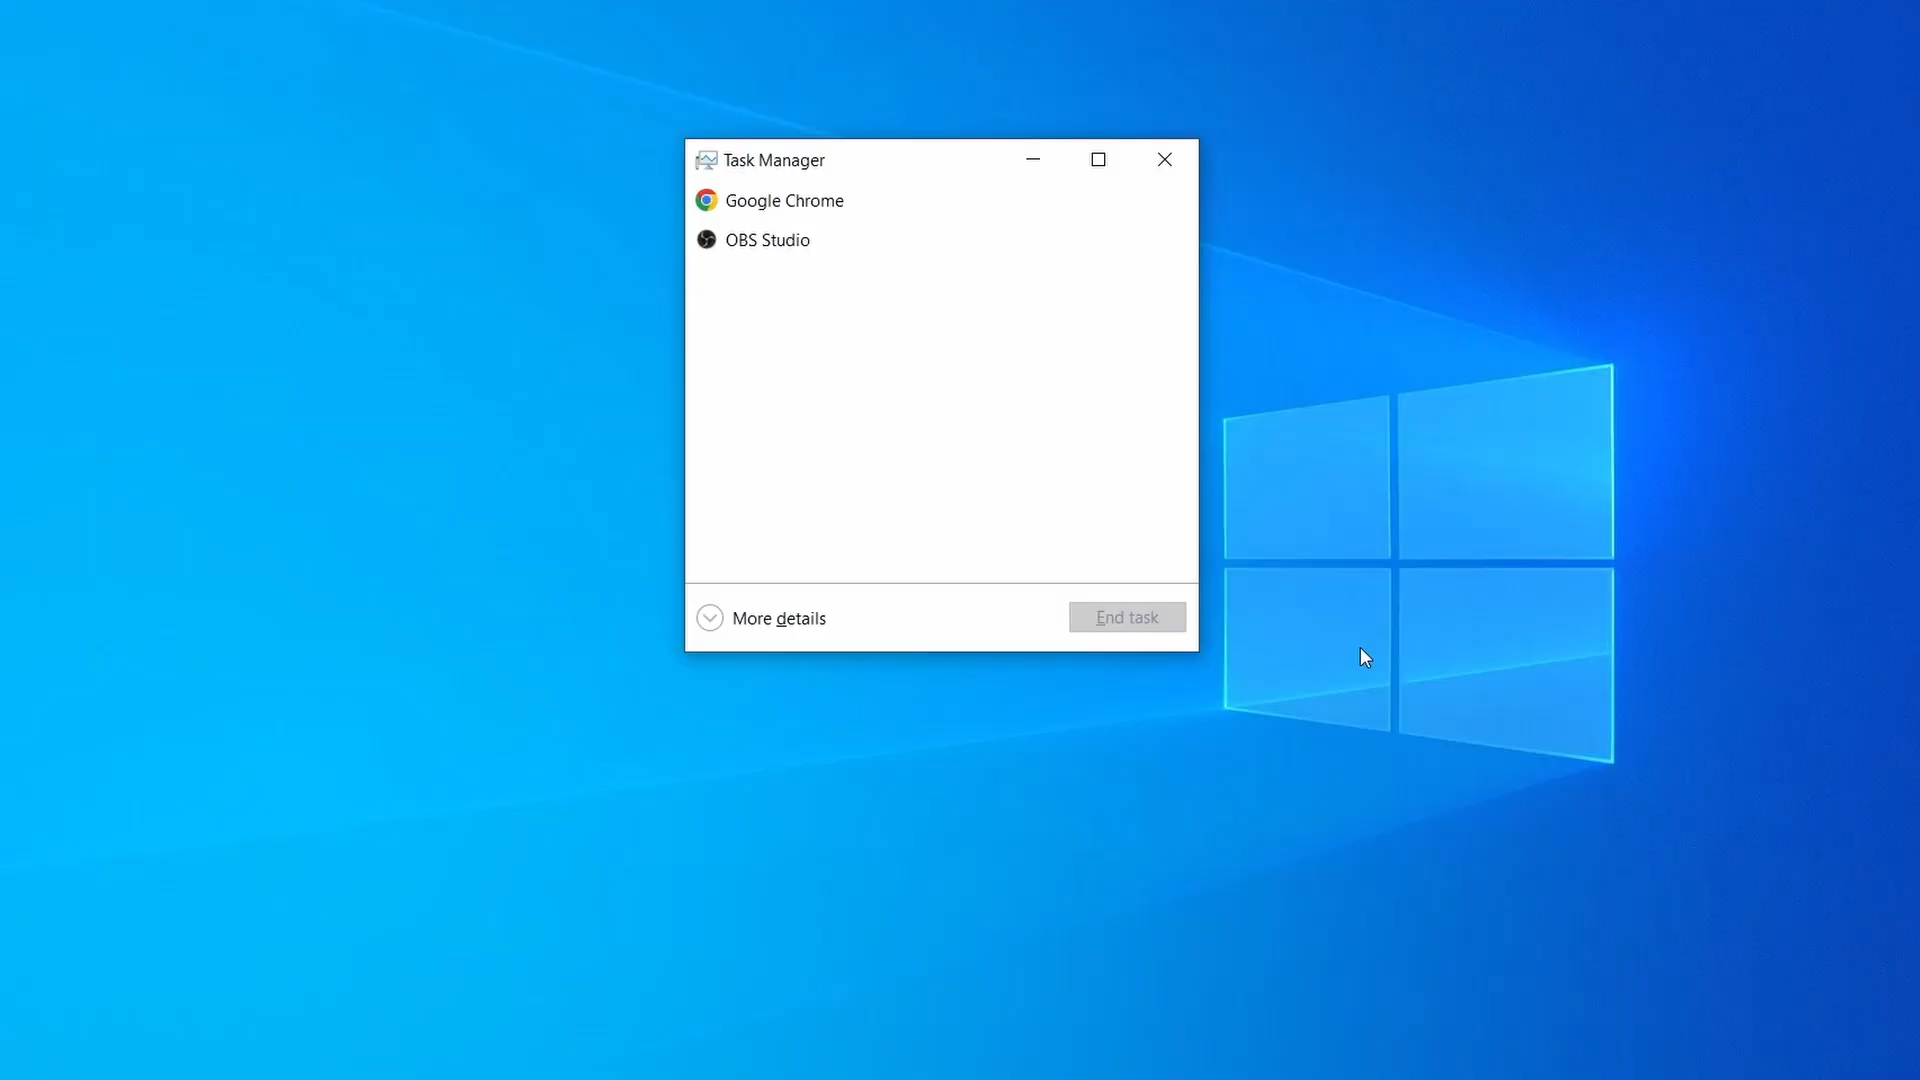 Task Manager
Google Chrome
OBS Studio
More details
End task